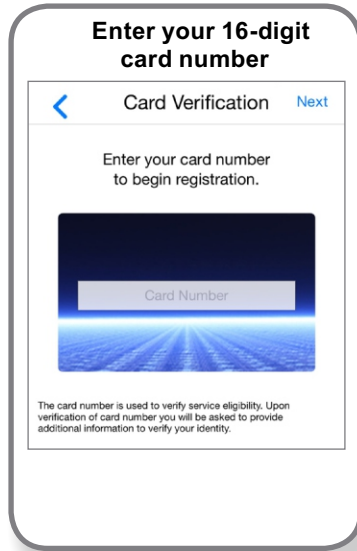 Enter your 16-digit
card number
Card Verification Next
Enter your card number
to begin registration.
Card Number
The card number is used to verify service eligibility. Upon
verification of card number you will be asked to provide
additional information to verify your identity.